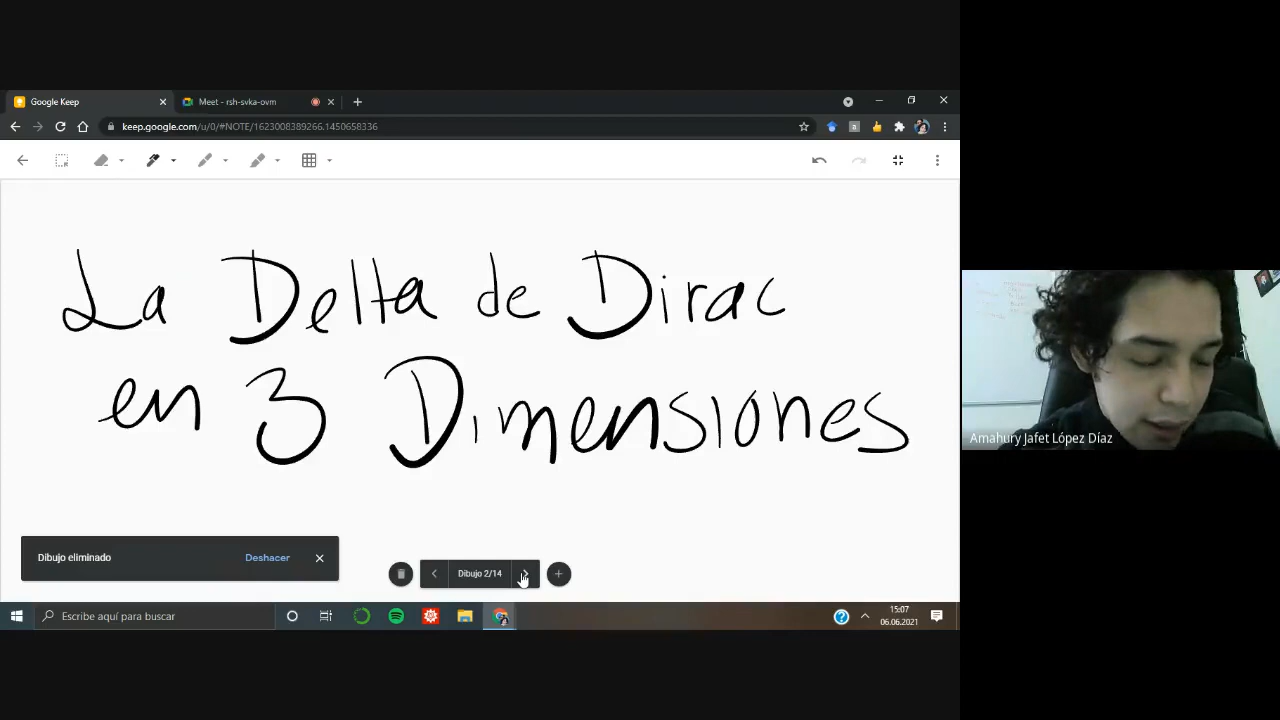 Google Keep
Meet - rsh-svka-ovm
keep.google.com/u/0/#NOTE/1623008389266.1450658336
La Delta de Dirac
en 3 Dimensiones
Amahury Jafet López Díaz
Dibujo eliminado
Deshacer
Dibujo 2/14
Escribe aquí para buscar
15:07
06.06.2021